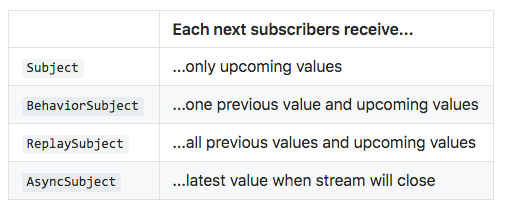 Each next subscribers receive...
Subject ...only upcoming values
BehaviorSubject ...one previous value and upcoming values
ReplaySubject ...all previous values and upcoming values
AsyncSubject ...latest value when stream will close